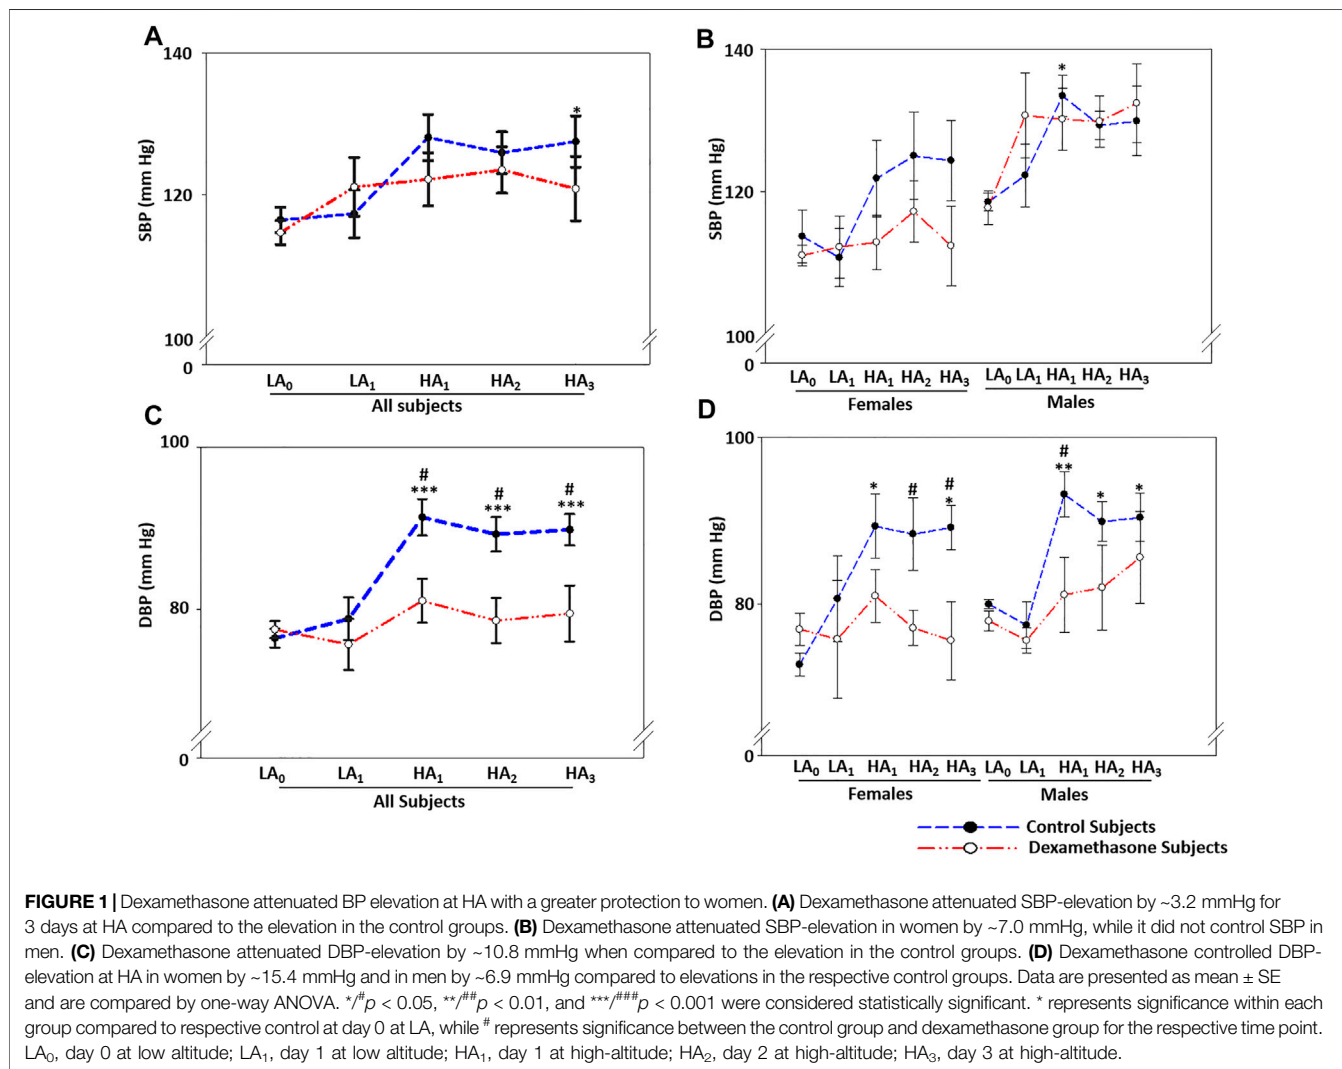 A
140
120
100
0
SBP (mm Hg)
*
LA0 LA1 HA1 HA2 HA3
All subjects
B
140
120
100
0
SBP (mm Hg)
*
LA0 LA1 HA1 HA2 HA3 LA0 LA1 HA1 HA2 HA3
Females Males
C
100
80
0
DBP (mm Hg)
# # #
*** *** ***
LA0 LA1 HA1 HA2 HA3
All Subjects
D
100
80
0
DBP (mm Hg)
# # #
* * ** * *
LA0 LA1 HA1 HA2 HA3 LA0 LA1 HA1 HA2 HA3
Females Males
Control Subjects
Dexamethasone Subjects
FIGURE 1 | Dexamethasone attenuated BP elevation at HA with a greater protection to women. (A) Dexamethasone attenuated SBP-elevation by ~3.2 mmHg for
3 days at HA compared to the elevation in the control groups. (B) Dexamethasone attenuated SBP-elevation in women by ~7.0 mmHg, while it did not control SBP in
men. (C) Dexamethasone attenuated DBP-elevation by ~10.8 mmHg when compared to the elevation in the control groups. (D) Dexamethasone controlled DBP-
elevation at HA in women by ~15.4 mmHg and in men by ~6.9 mmHg compared to elevations in the respective control groups. Data are presented as mean ± SE
and are compared by one-way ANOVA. */#p < 0.05, **/##p < 0.01, and ***/###p < 0.001 were considered statistically significant. * represents significance within each
group compared to respective control at day 0 at LA, while # represents significance between the control group and dexamethasone group for the respective time point.
LA0, day 0 at low altitude; LA1, day 1 at low altitude; HA1, day 1 at high-altitude; HA2, day 2 at high-altitude; HA3, day 3 at high-altitude.